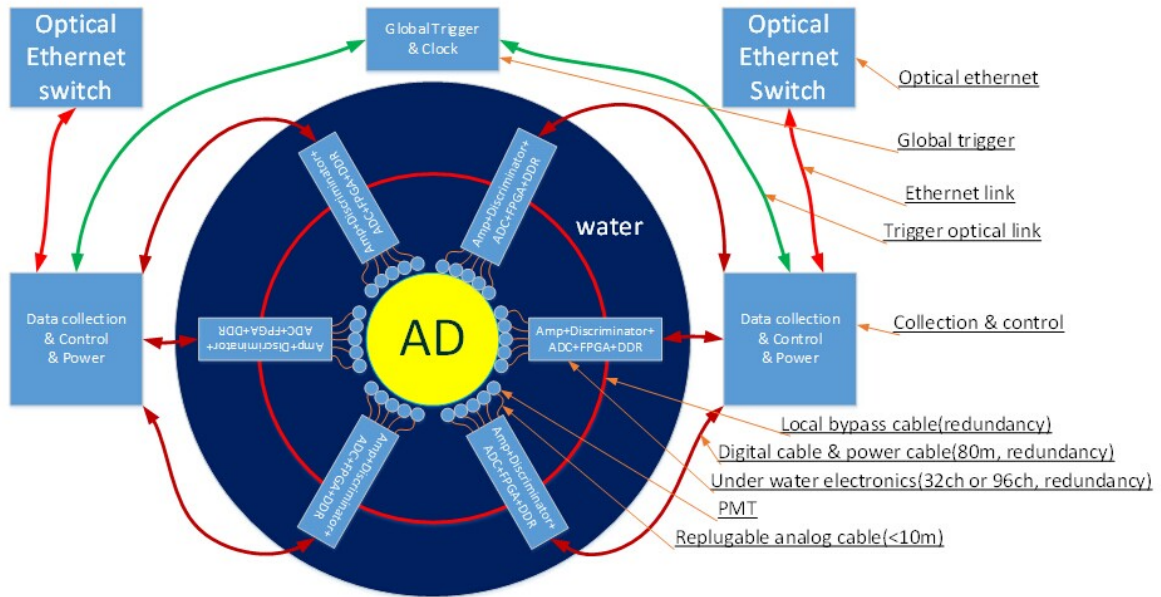 Optical
Ethernet
switch
Global Trigger
& Clock
Optical
Ethernet
Switch
Optical ethernet
Global trigger
Ethernet link
Trigger optical link
Amp+Discriminator+
ADC+FPGA+DDR
Amp+Discriminator+
ADC+FPGA+DDR
water
Data collection
& Control
& Power
Amp+Discriminator+
ADC+FPGA+DDR
AD
Amp+Discriminator+
ADC+FPGA+DDR
Data collection
& Control
& Power
Collection & control
Amp+Discriminator+
ADC+FPGA+DDR
Amp+Discriminator+
ADC+FPGA+DDR
Local bypass cable(redundancy)
Digital cable & power cable(80m, redundancy)
Under water electronics(32ch or 96ch, redundancy)
PMT
Replugable analog cable(<10m)